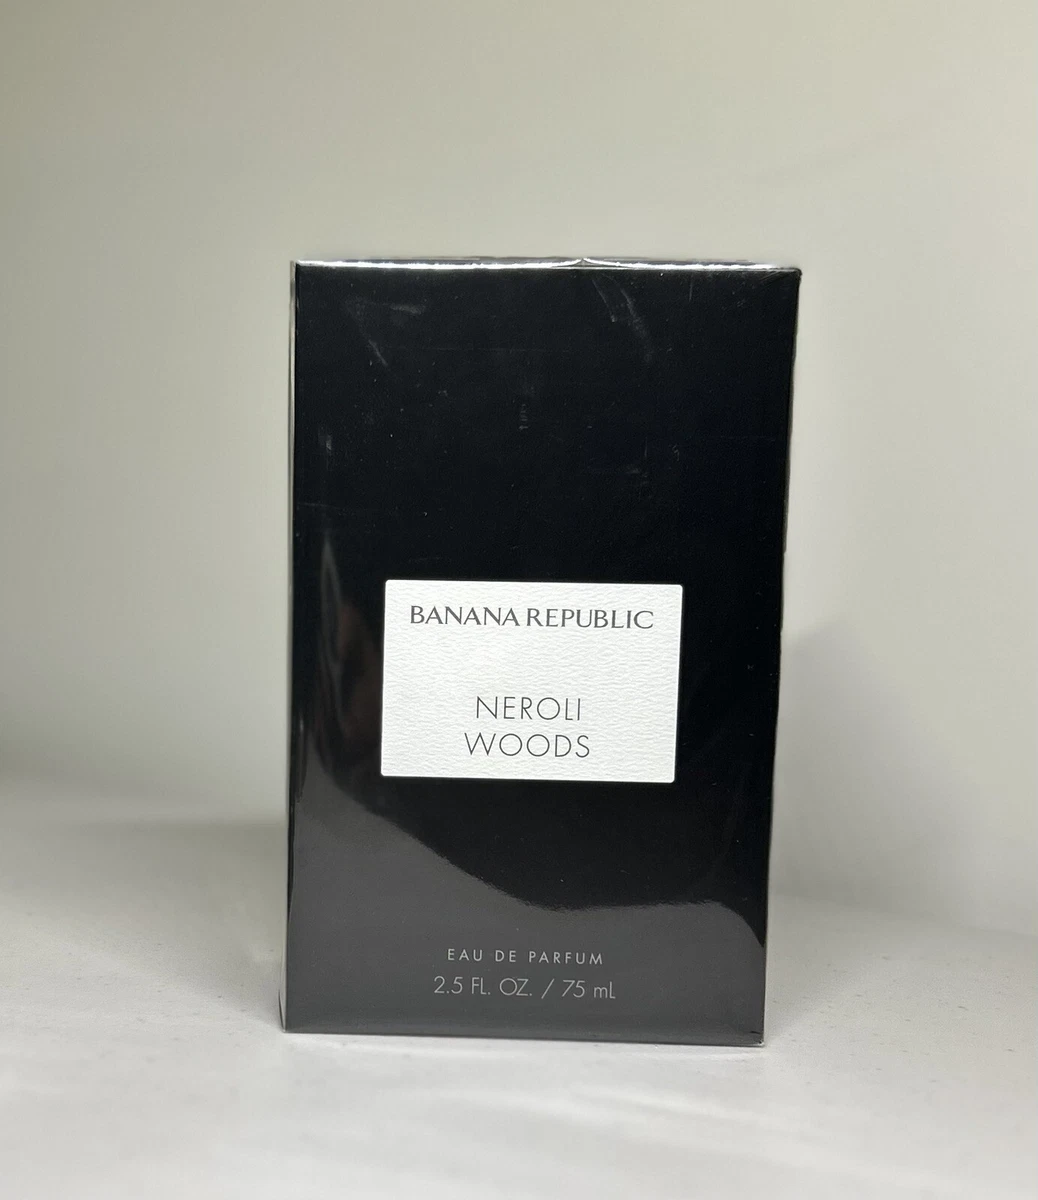 BANANA REPUBLIC
NEROLI
WOODS
EAU DE PARFUM
2.5 FL. OZ. / 75 mL